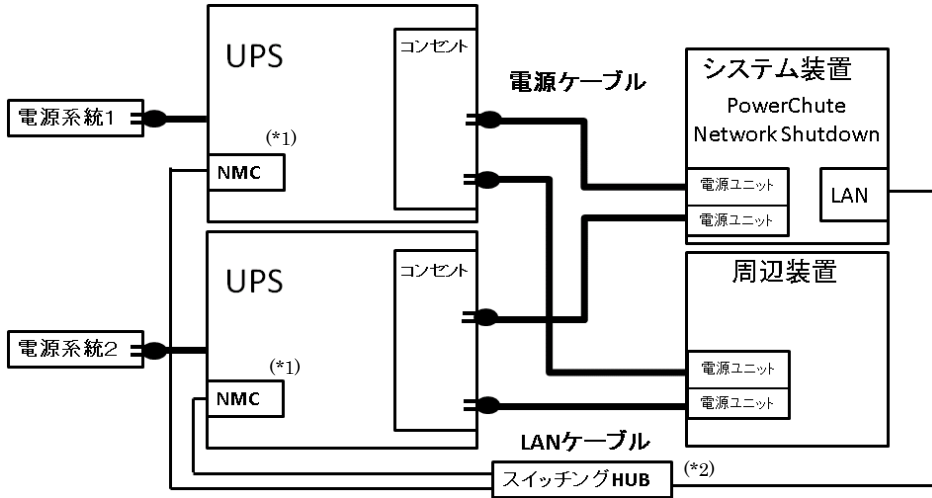 UPS
コンセント
電源系統1
(*1)
NMC
電源ケーブル
システム装置
PowerChute
Network Shutdown
電源ユニット
電源ユニット
LAN
UPS
コンセント
電源系統2
(*1)
NMC
周辺装置
電源ユニット
電源ユニット
LANケーブル
スイッチングHUB
(*2)